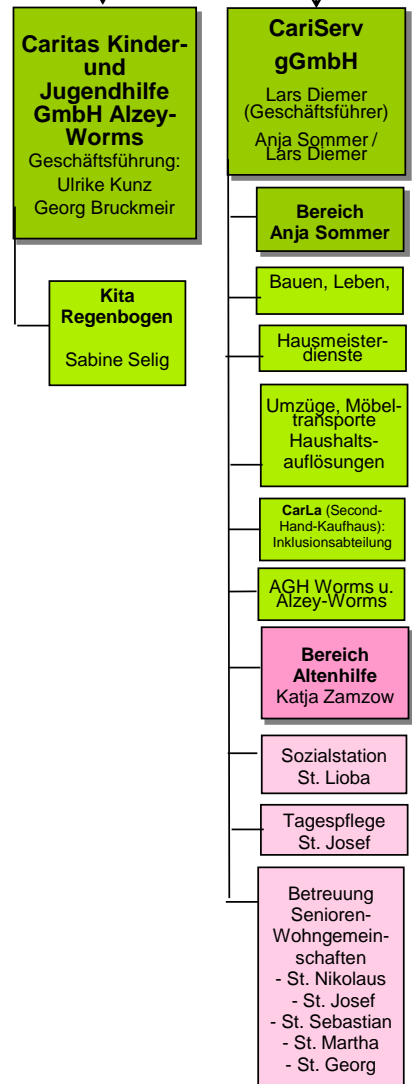 Caritas Kinder-
und
Jugendhilfe
GmbH Alzey-
Worms
Geschäftsführung:
Ulrike Kunz
Georg Bruckmeir
Kita
Regenbogen
Sabine Selig
CariServ
gGmbH
Lars Diemer
(Geschäftsführer)
Anja Sommer /
Lars Diemer
Bereich
Anja Sommer
Bauen, Leben,
Hausmeister-
dienste
Umzüge, Möbel-
transporte
Haushalts-
auflösungen
CarLa (Second-
Hand-Kaufhaus):
Inklusionsabteilung
AGH Worms u.
Alzey-Worms
Bereich
Altenhilfe
Katja Zamzow
Sozialstation
St. Lioba
Tagespflege
St. Josef
Betreuung
Senioren-
Wohngemein-
schaften
- St. Nikolaus
- St. Josef
- St. Sebastian
- St. Martha
- St. Georg